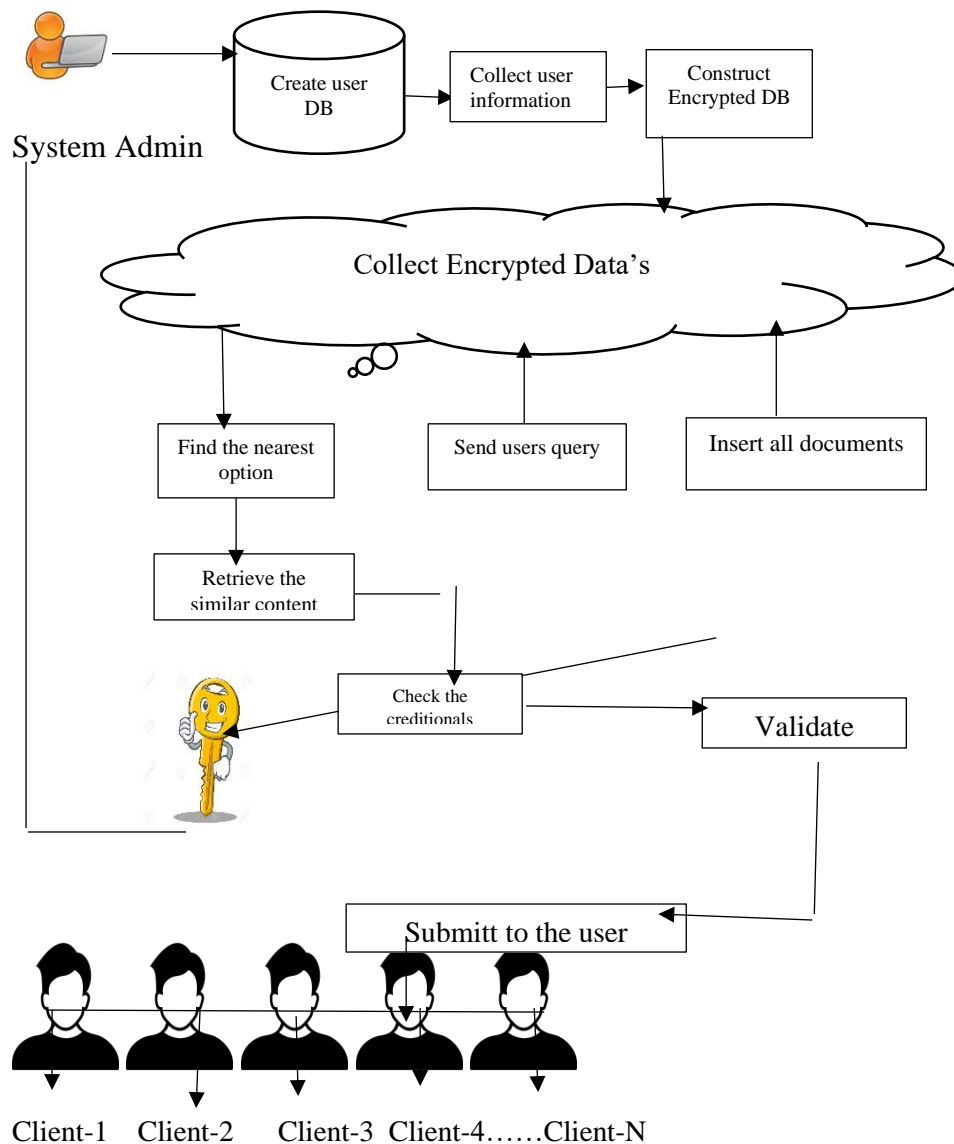 Create user
DB
Collect user
information
Construct
Encrypted DB
System Admin
Collect Encrypted Data’s
Find the nearest
option
Send users query
Insert all documents
Retrieve the
similar content
Check the
creditionals
Validate
Submitt to the user
Client-1 Client-2 Client-3 Client-4……Client-N